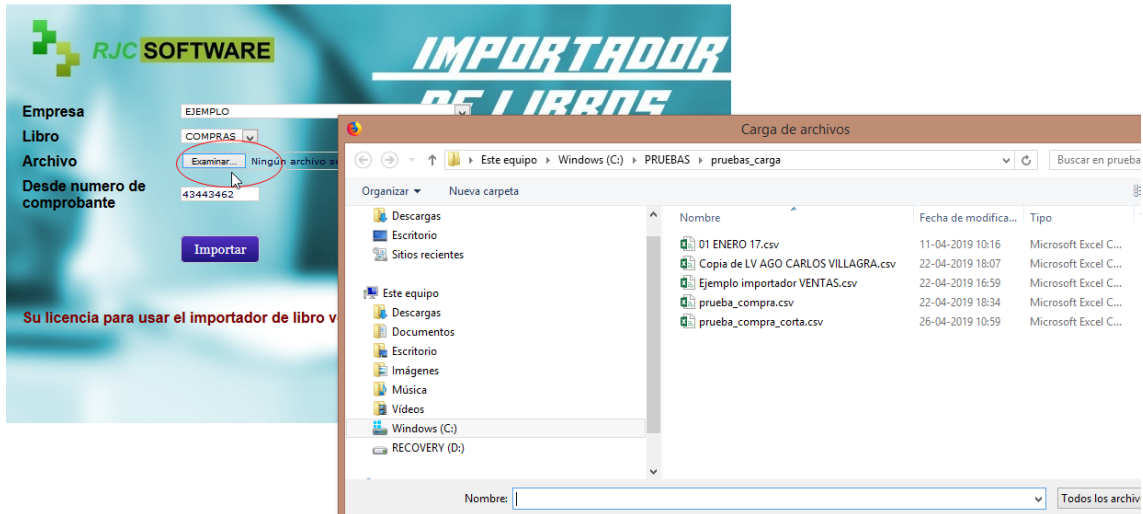 RJC SOFTWARE
IMPORTADOR
DE LIBROS
Empresa
EJEMPLO
Libro
COMPRAS
Archivo
Examinar...
Ningún archivo se
Desde numero de
comprobante
43443462
Importar
Su licencia para usar el importador de libro v
Carga de archivos
Este equipo
Windows (C:)
PRUEBAS
pruebas_carga
Buscar en prueba
Organizar
Nueva carpeta
Descargas
Escritorio
Sitios recientes
Este equipo
Descargas
Documentos
Escritorio
Imágenes
Música
Vídeos
Windows (C:)
RECOVERY (D:)
Nombre Fecha de modifica... Tipo
01 ENERO 17.csv 11-04-2019 10:16 Microsoft Excel C...
Copia de LV AGO CARLOS VILLAGRA.csv 22-04-2019 18:07 Microsoft Excel C...
Ejemplo importador VENTAS.csv 22-04-2019 16:59 Microsoft Excel C...
prueba_compra.csv 22-04-2019 18:34 Microsoft Excel C...
prueba_compra_corta.csv 26-04-2019 10:59 Microsoft Excel C...
Nombre:
Todos los archiv